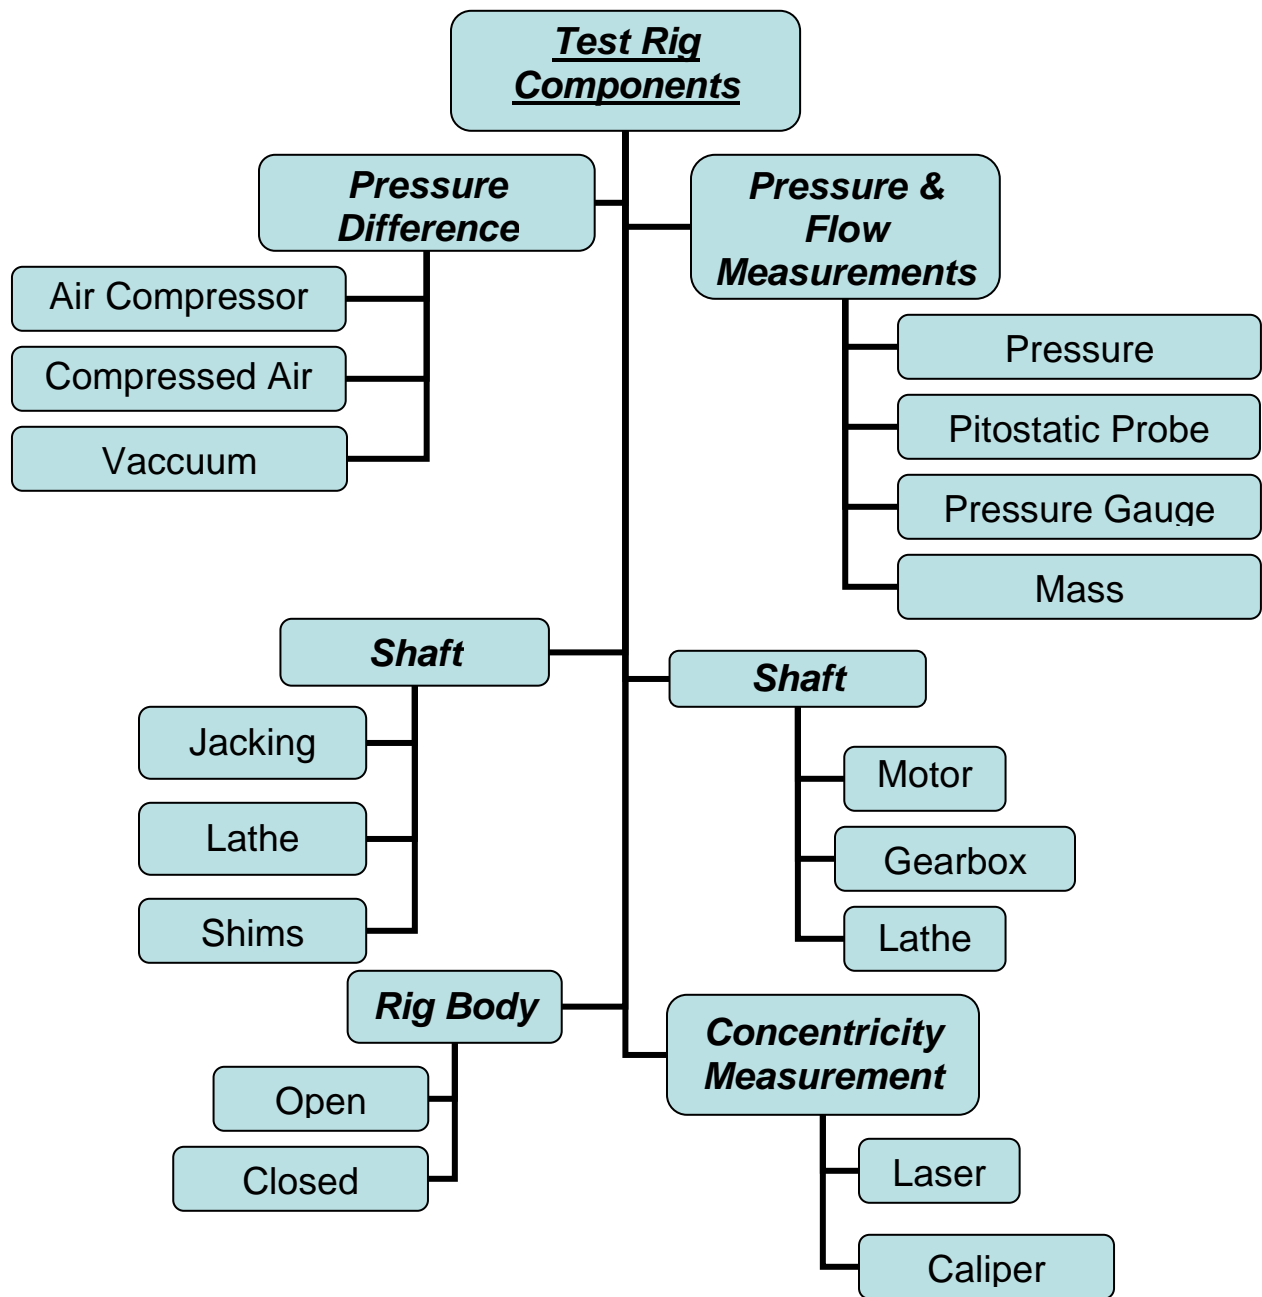 Test Rig
Components
Pressure
Difference
Air Compressor
Compressed Air
Vaccuum
Pressure &
Flow
Measurements
Pressure
Pitostatic Probe
Pressure Gauge
Mass
Shaft
Jacking
Lathe
Shims
Shaft
Motor
Gearbox
Lathe
Rig Body
Open
Closed
Concentricity
Measurement
Laser
Caliper